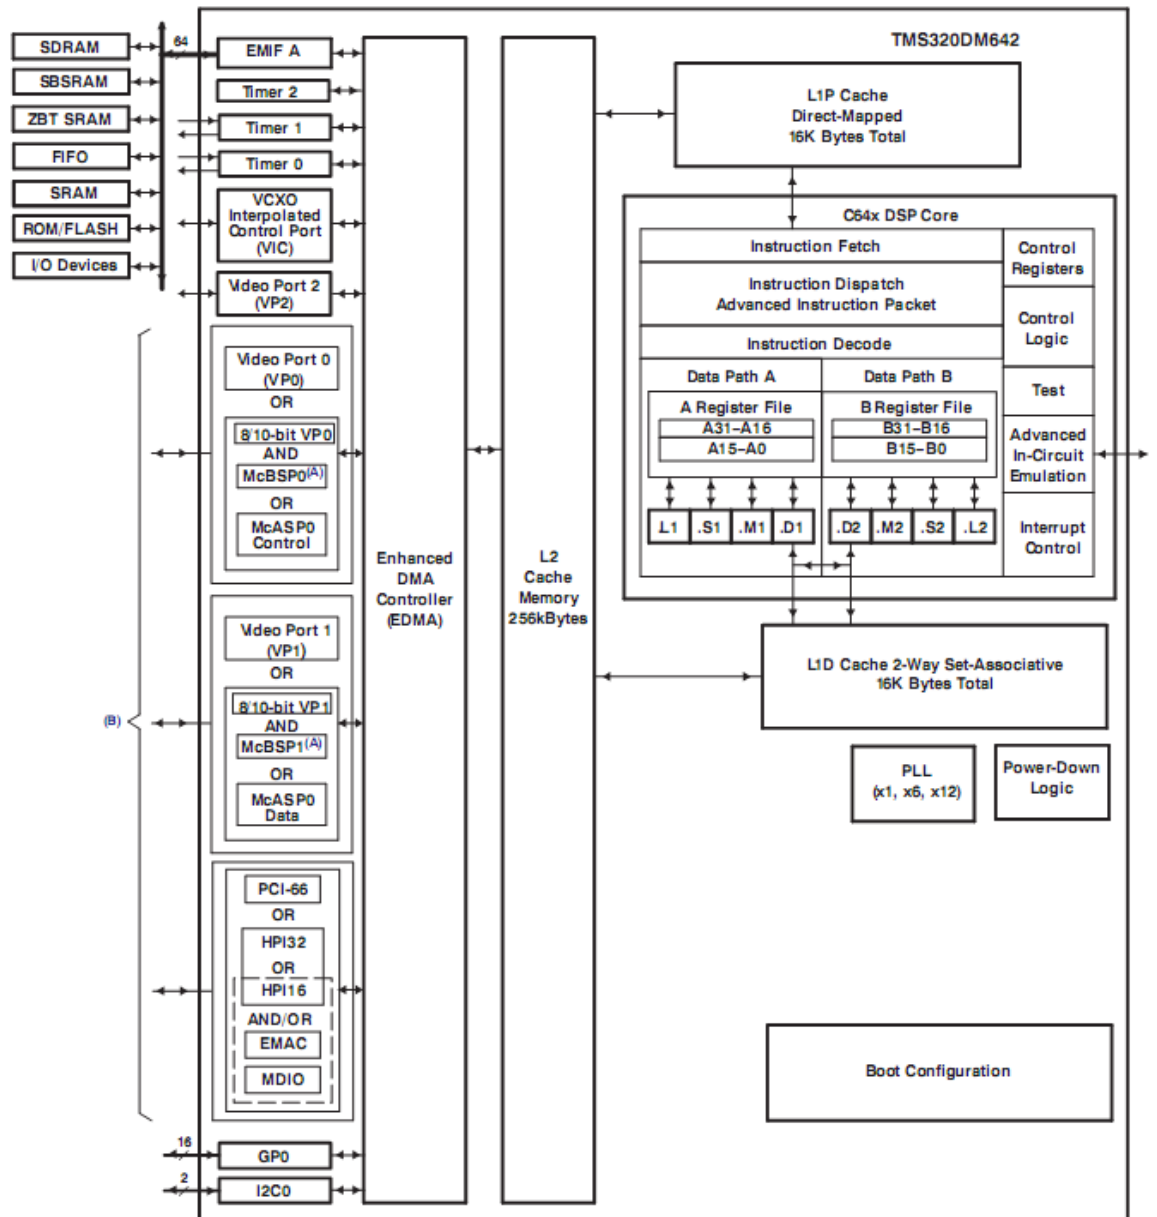 TMS320DM642
SDRAM
SBSRAM
ZBT SRAM
FIFO
SRAM
ROM/FLASH
I/O Devices
64
EMIF A
Timer 2
Timer 1
Timer 0
VCXO
Interpolated
Control Port
(VIC)
Video Port 2
(VP2)
Video Port 0
(VP0)
OR
8/10-bit VP0
AND
McBSP0(A)
OR
McASP0
Control
Video Port 1
(VP1)
OR
8/10-bit VP1
AND
McBSP1(A)
OR
McASP0
Data
(B)
PCI-66
OR
HPI32
OR
HPI16
AND/OR
EMAC
MDIO
16
GP0
2
I2C0
Enhanced
DMA
Controller
(EDMA)
L2
Cache
Memory
256kBytes
L1P Cache
Direct-Mapped
16K Bytes Total
C64x DSP Core
Instruction Fetch
Instruction Dispatch
Advanced Instruction Packet
Instruction Decode
Data Path A
A Register File
A31–A16
A15–A0
.L1
.S1
.M1
.D1
Data Path B
B Register File
B31–B16
B15–B0
.D2
.M2
.S2
.L2
Control
Registers
Control
Logic
Test
Advanced
In-Circuit
Emulation
Interrupt
Control
L1D Cache 2-Way Set-Associative
16K Bytes Total
PLL
(x1, x6, x12)
Power-Down
Logic
Boot Configuration